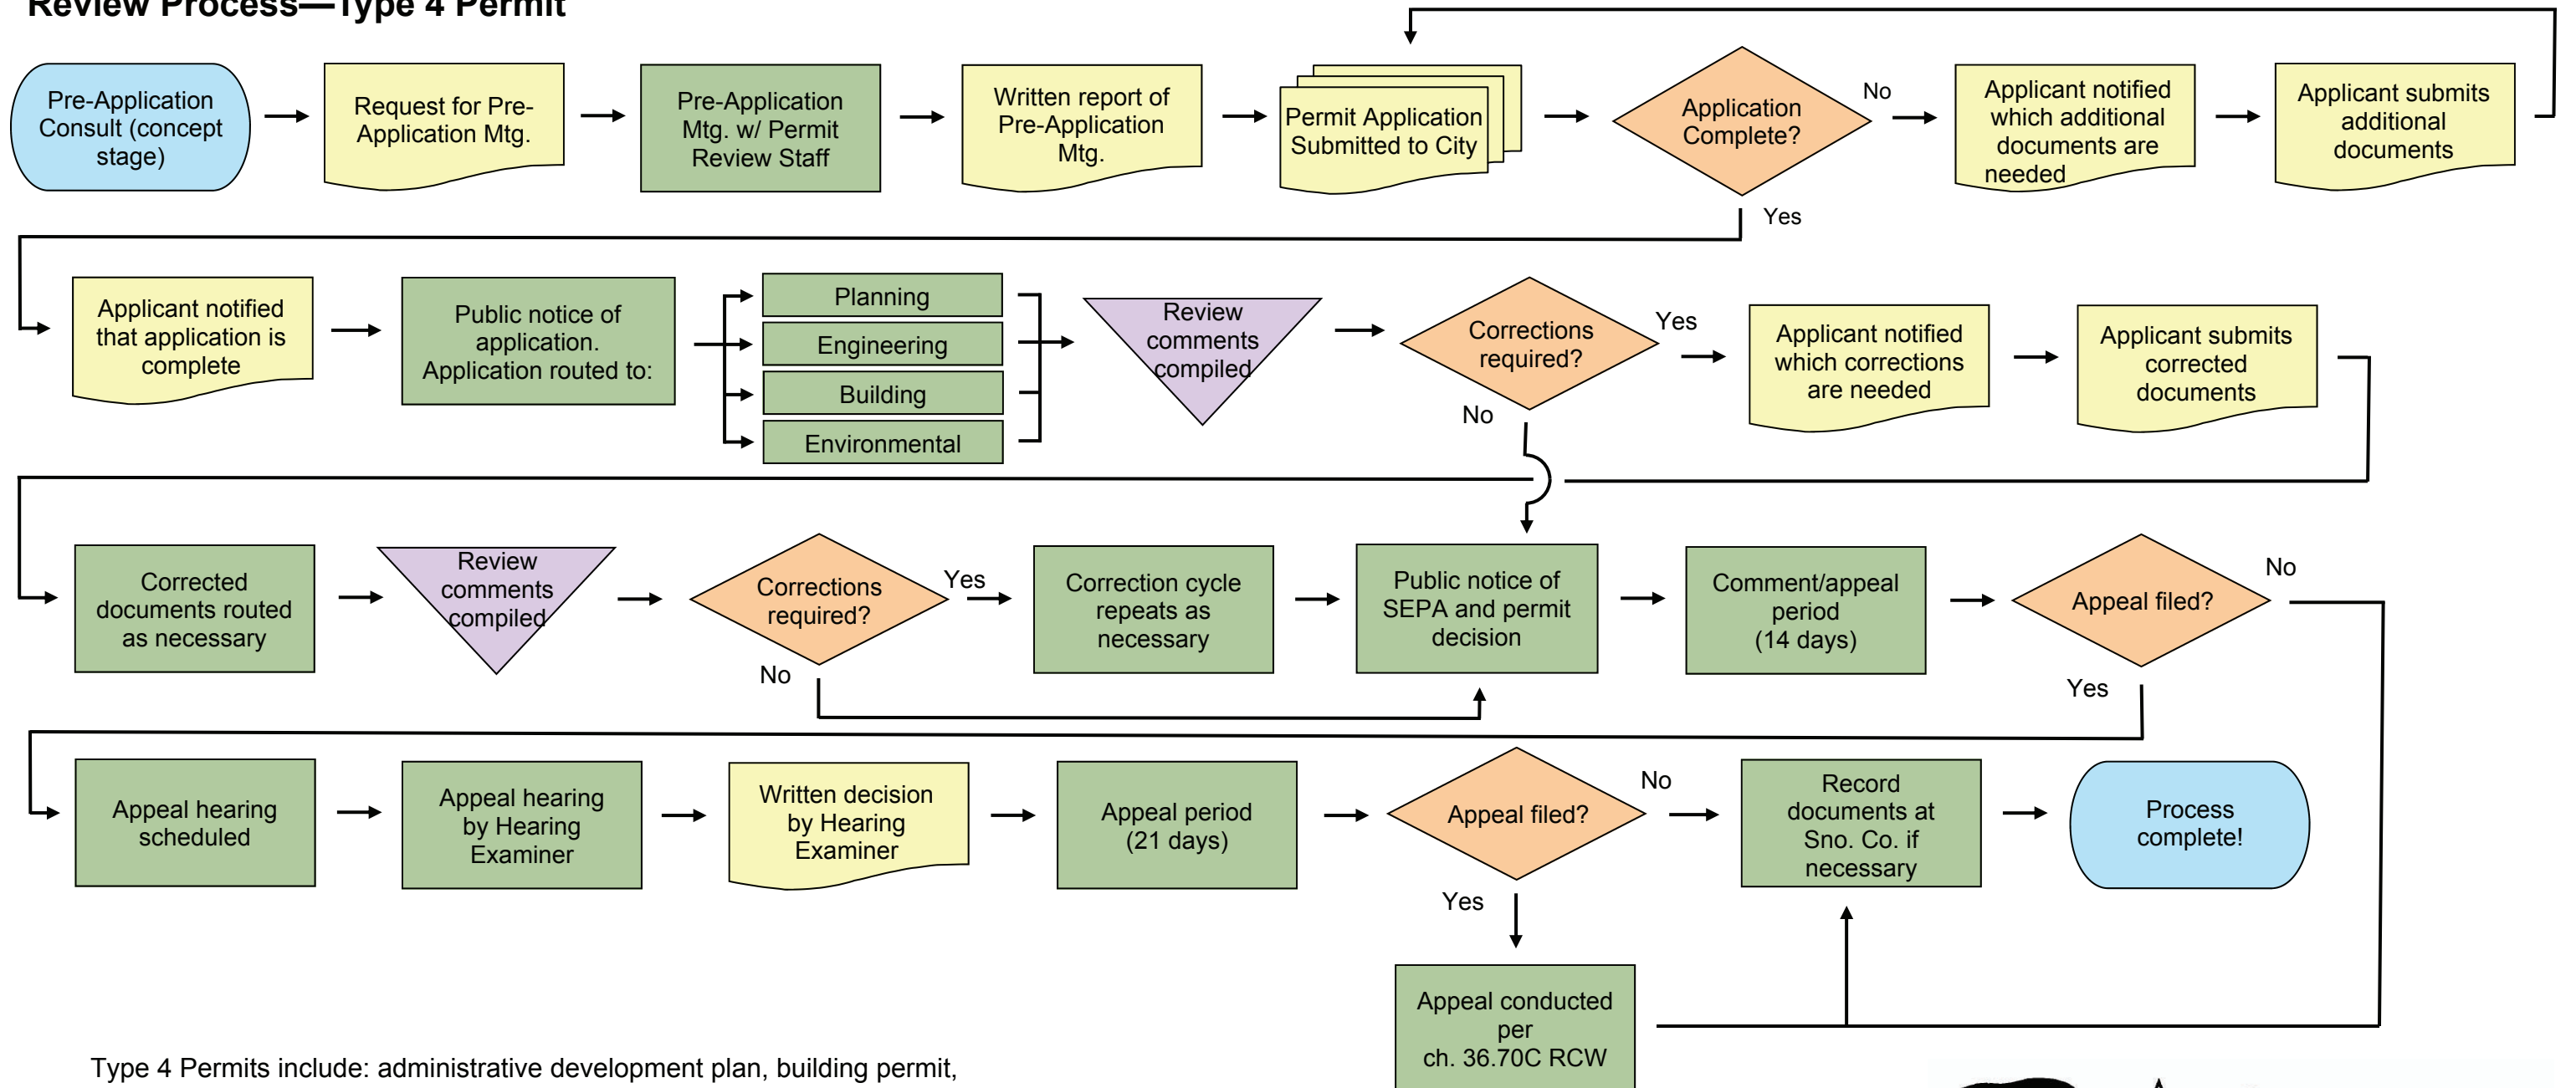 Review Process—Type 4 Permit
Pre-Application
Consult (concept
stage)
Request for Pre-
Application Mtg.
Pre-Application
Mtg. w/ Permit
Review Staff
Written report of
Pre-Application
Mtg.
Permit Application
Submitted to City
Application
Complete?
No
Yes
Applicant notified
which additional
documents are
needed
Applicant submits
additional
documents
Applicant notified
that application is
complete
Public notice of
application.
Application routed to:
Planning
Engineering
Building
Environmental
Review
comments
compiled
Corrections
required?
Yes
No
Applicant notified
which corrections
are needed
Applicant submits
corrected
documents
Corrected
documents routed
as necessary
Review
comments
compiled
Corrections
required?
Yes
No
Correction cycle
repeats as
necessary
Public notice of
SEPA and permit
decision
Comment/appeal
period
(14 days)
Appeal filed?
No
Yes
Appeal hearing
scheduled
Appeal hearing
by Hearing
Examiner
Written decision
by Hearing
Examiner
Appeal period
(21 days)
Appeal filed?
No
Yes
Record
documents at
Sno. Co. if
necessary
Process
complete!
Appeal conducted
per
ch. 36.70C RCW
Type 4 Permits include: administrative development plan, building permit,